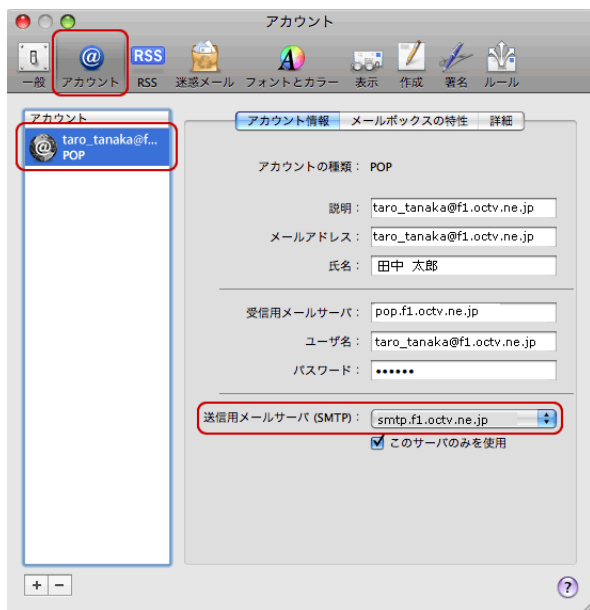 アカウント
RSS
一般 アカウント RSS 迷惑メール フォントとカラー 表示 作成 署名 ルール
アカウント
taro_tanaka@f...
POP
アカウント情報 メールボックスの特性 詳細
アカウントの種類： POP
説明： taro_tanaka@f1.octv.ne.jp
メールアドレス： taro_tanaka@f1.octv.ne.jp
氏名： 田中 太郎
受信用メールサーバ： pop.f1.octv.ne.jp
ユーザ名： taro_tanaka@f1.octv.ne.jp
パスワード： ••••••
送信用メールサーバ (SMTP)： smtp.f1.octv.ne.jp
このサーバのみを使用
+ − ?